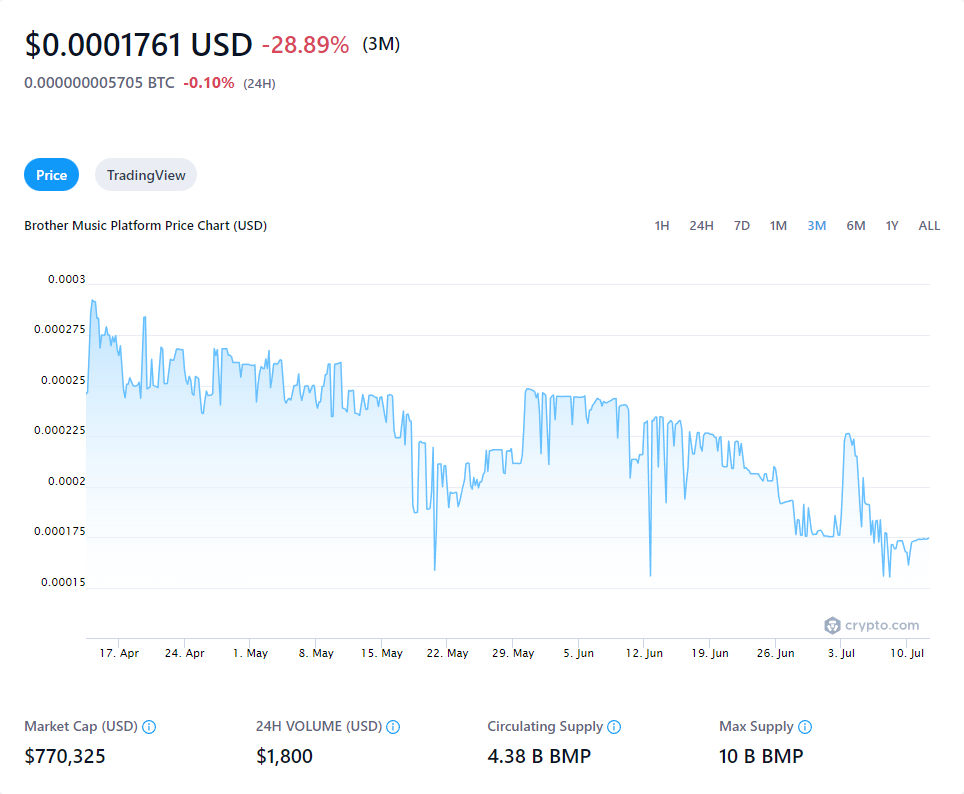 $0.0001761 USD -28.89% (3M)
0.000000005705 BTC -0.10% (24H)
Price TradingView
Brother Music Platform Price Chart (USD) 1H 24H 7D 1M 3M 6M 1Y ALL
0.0003
0.000275
0.00025
0.000225
0.0002
0.000175
0.00015
crypto.com
17. Apr 24. Apr 1. May 8. May 15. May 22. May 29. May 5. Jun 12. Jun 19. Jun 26. Jun 3. Jul 10. Jul
Market Cap (USD) 24H VOLUME (USD) Circulating Supply Max Supply
$770,325 $1,800 4.38 B BMP 10 B BMP